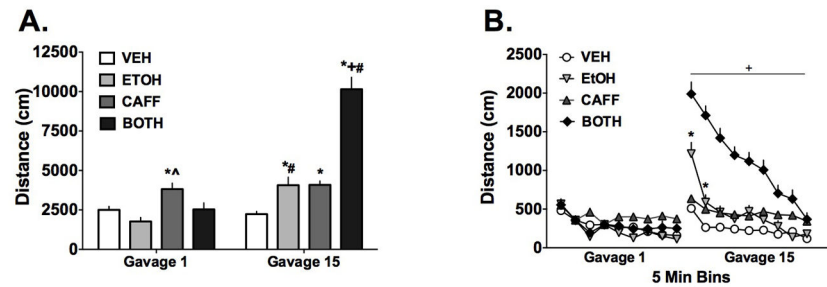 A.
12500
10000
7500
5000
2500
0
Distance (cm)
VEH
ETOH
CAFF
BOTH
*^
*#
*
*+#
Gavage 1
Gavage 15
B.
2500
2000
1500
1000
500
0
Distance (cm)
VEH
EtOH
CAFF
BOTH
+
*
*
Gavage 1
Gavage 15
5 Min Bins